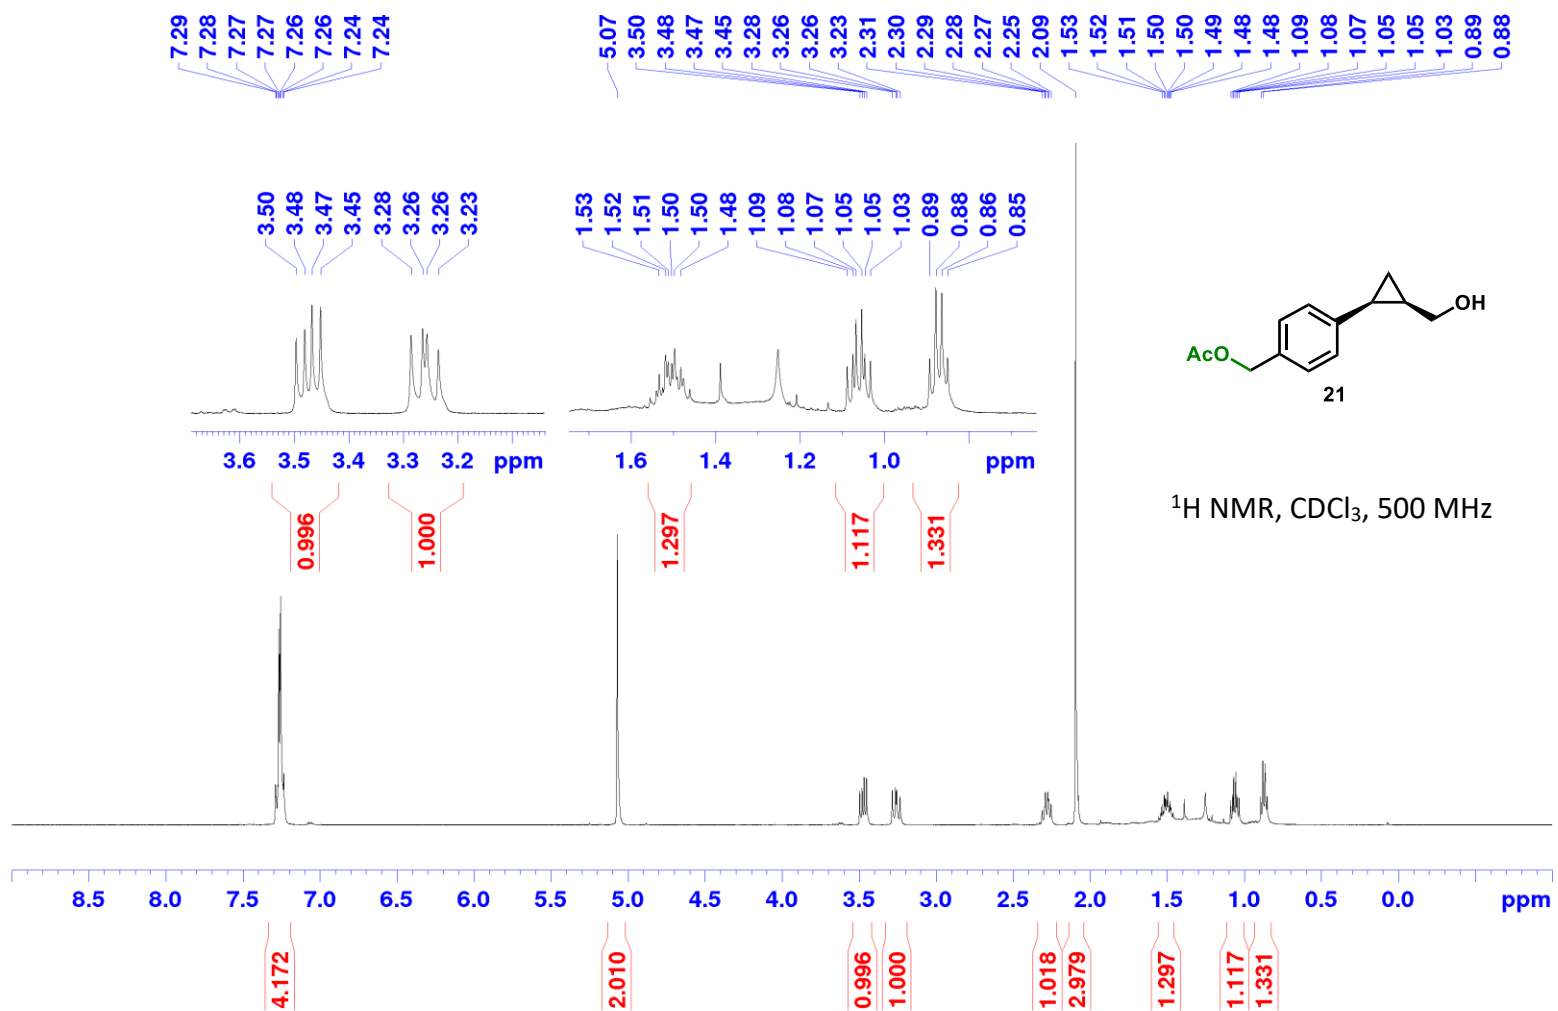 7.29 7.28 7.27 7.27 7.26 7.26 7.24 7.24 5.07 3.50 3.48 3.47 3.45 3.28 3.26 3.26 3.23 2.31 2.30 2.29 2.28 2.27 2.25 2.09 1.53 1.52 1.51 1.50 1.50 1.49 1.48 1.48 1.09 1.08 1.07 1.05 1.05 1.03 0.89 0.88
3.50 3.48 3.47 3.45 3.28 3.26 3.26 3.23
1.53 1.52 1.51 1.50 1.50 1.48 1.09 1.08 1.07 1.05 1.05 1.03 0.89 0.88 0.86 0.85
OH
AcO
21
3.6 3.5 3.4 3.3 3.2 ppm
1.6 1.4 1.2 1.0 ppm
0.996 1.000
1.297 1.117 1.331
¹H NMR, CDCl₃, 500 MHz
8.5 8.0 7.5 7.0 6.5 6.0 5.5 5.0 4.5 4.0 3.5 3.0 2.5 2.0 1.5 1.0 0.5 0.0 ppm
4.172 2.010 0.996 1.000 1.018 2.979 1.297 1.117 1.331